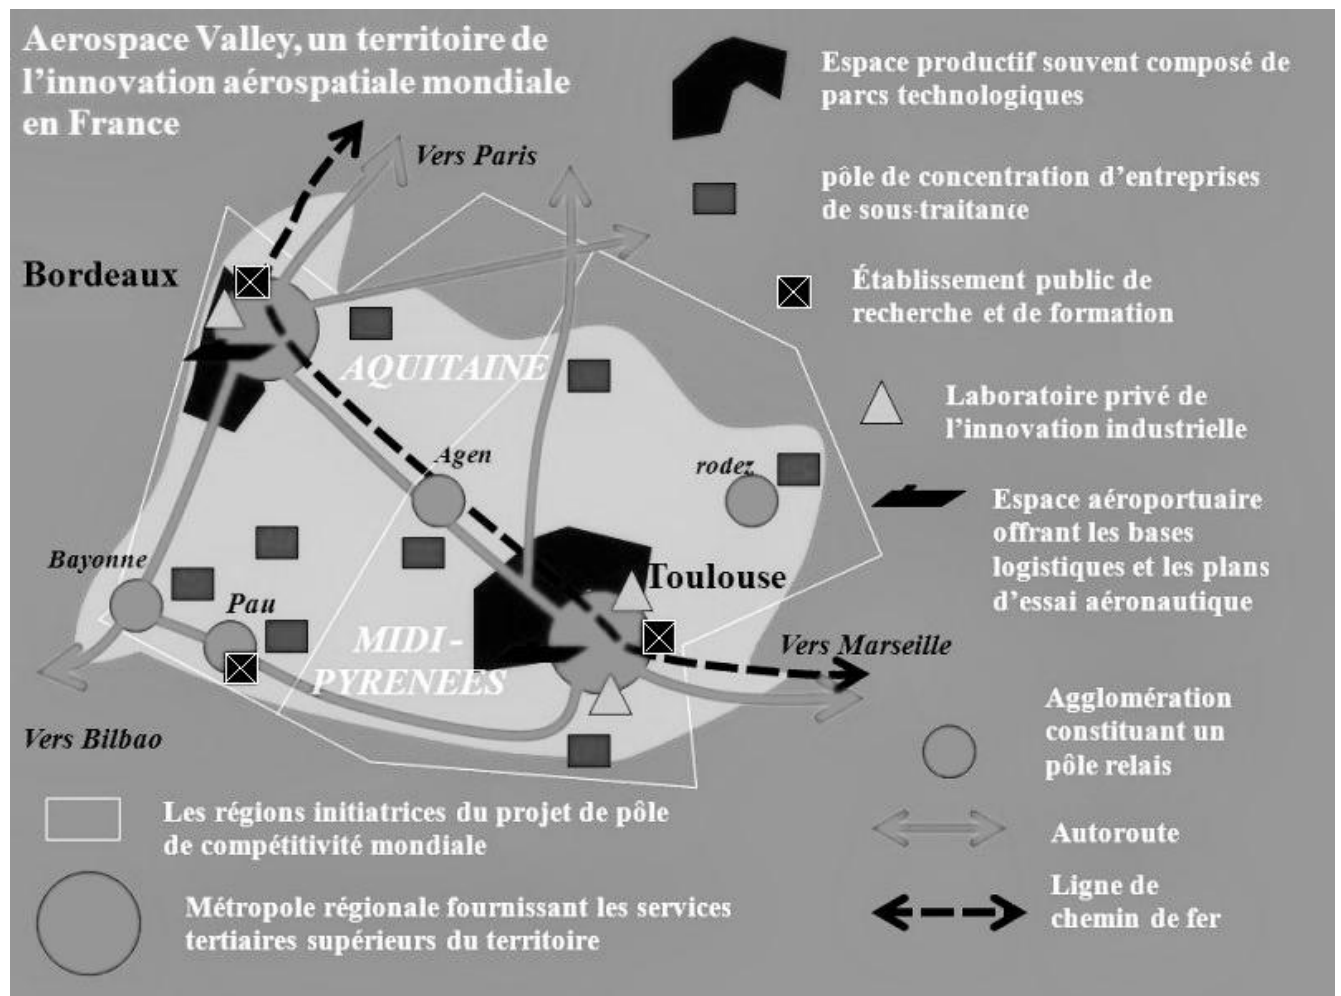 Aerospace Valley, un territoire de
l'innovation aérospatiale mondiale
en France
Espace productif souvent composé de
parcs technologiques
Vers Paris
pôle de concentration d'entreprises
de sous-traitante
Bordeaux
Établissement public de
recherche et de formation
AQUITAINE
Laboratoire privé de
l'innovation industrielle
Agen
rodez
Espace aéroportuaire
offrant les bases
logistiques et les plans
d'essai aéronautique
Bayonne
Toulouse
Pau
MIDI -
PYRENEES
Vers Marseille
Vers Bilbao
Agglomération
constituant un
pôle relais
Les régions initiatrices du projet de pôle
de compétitivité mondiale
Autoroute
Métropole régionale fournissant les services
tertiaires supérieurs du territoire
Ligne de
chemin de fer